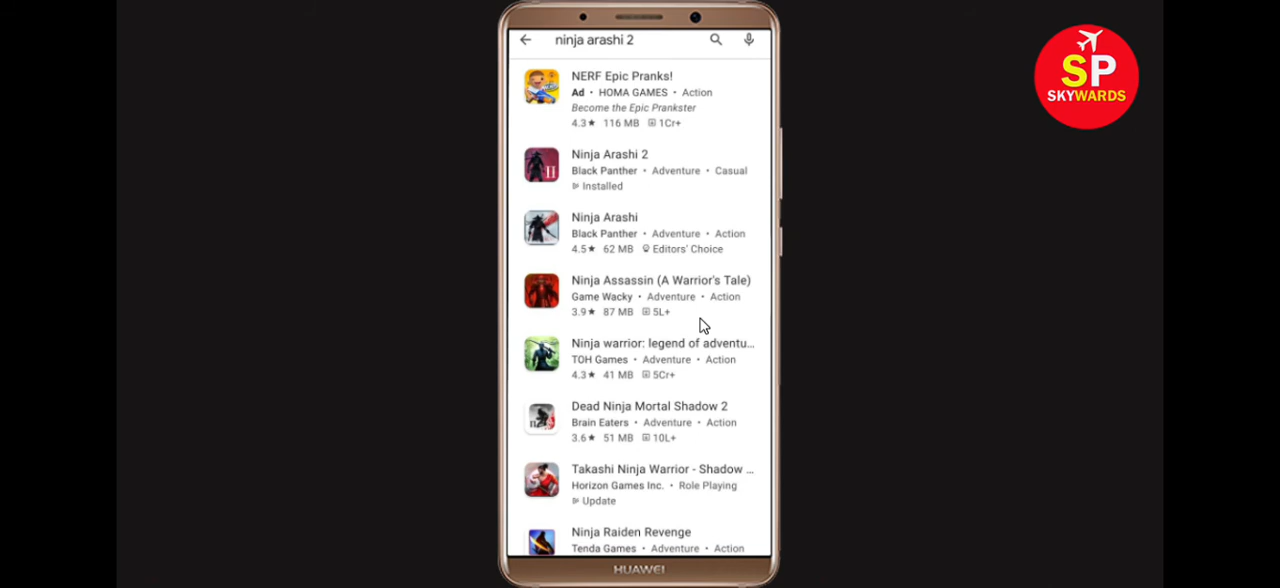 ninja arashi 2
SP
SKYWARDS
NERF Epic Pranks!
Ad • HOMA GAMES • Action
Become the Epic Prankster
4.3★ 116 MB 1Cr+
Ninja Arashi 2
Black Panther • Adventure • Casual
Installed
Ninja Arashi
Black Panther • Adventure • Action
4.5★ 62 MB Editors' Choice
Ninja Assassin (A Warrior's Tale)
Game Wacky • Adventure • Action
3.9★ 87 MB 5L+
Ninja warrior: legend of adventu...
TOH Games • Adventure • Action
4.3★ 41 MB 5Cr+
Dead Ninja Mortal Shadow 2
Brain Eaters • Adventure • Action
3.6★ 51 MB 10L+
Takashi Ninja Warrior - Shadow ...
Horizon Games Inc. • Role Playing
Update
Ninja Raiden Revenge
Tenda Games • Adventure • Action
HUAWEI